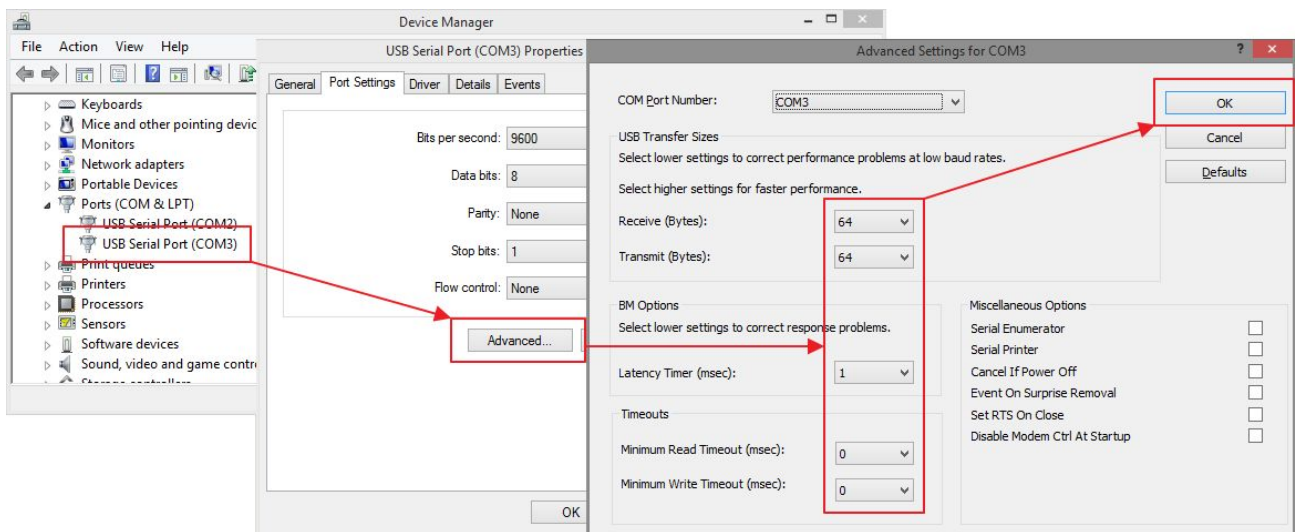 Device Manager
File Action View Help
Keyboards
Mice and other pointing devic
Monitors
Network adapters
Portable Devices
Ports (COM & LPT)
USB Serial Port (COM2)
USB Serial Port (COM3)
Print queues
Printers
Processors
Sensors
Software devices
Sound, video and game contr
Storage controllers
USB Serial Port (COM3) Properties
General Port Settings Driver Details Events
Bits per second: 9600
Data bits: 8
Parity: None
Stop bits: 1
Flow control: None
Advanced...
OK
Advanced Settings for COM3
? ×
COM Port Number: COM3
OK
Cancel
Defaults
USB Transfer Sizes
Select lower settings to correct performance problems at low baud rates.
Select higher settings for faster performance.
Receive (Bytes): 64
Transmit (Bytes): 64
BM Options
Select lower settings to correct response problems.
Latency Timer (msec): 1
Timeouts
Minimum Read Timeout (msec): 0
Minimum Write Timeout (msec): 0
Miscellaneous Options
Serial Enumerator
Serial Printer
Cancel If Power Off
Event On Surprise Removal
Set RTS On Close
Disable Modem Ctrl At Startup